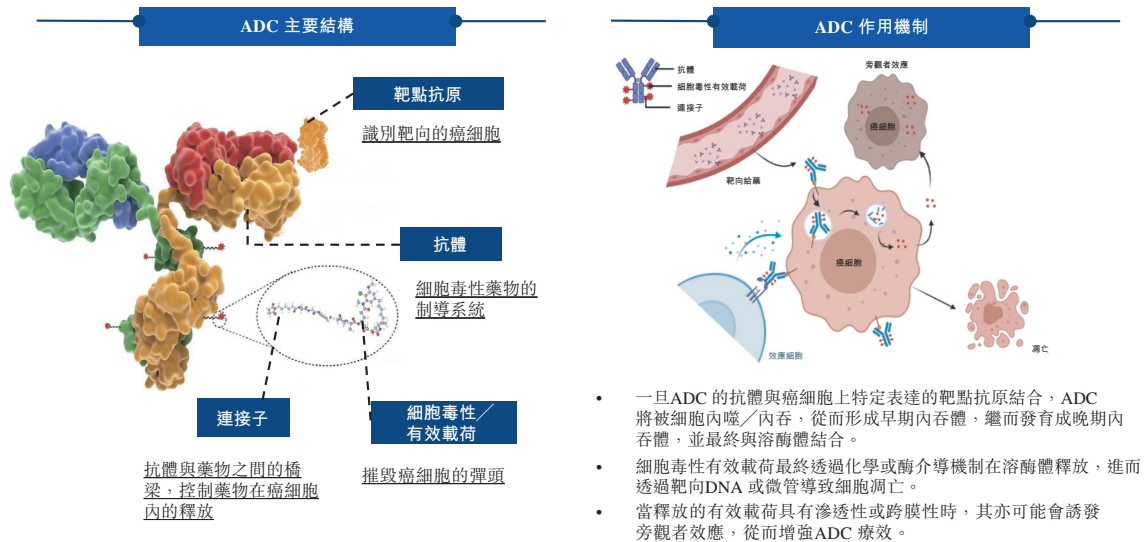 ADC 主要結構
靶點抗原
識別靶向的癌細胞
抗體
細胞毒性藥物的
制導系統
連接子
抗體與藥物之間的橋
梁，控制藥物在癌細胞
內的釋放
細胞毒性／
有效載荷
摧毀癌細胞的彈頭
ADC 作用機制
抗體
細胞毒性有效載荷
連接子
靶向給藥
旁觀者效應
癌細胞
癌細胞
效應細胞
凋亡
• 一旦ADC 的抗體與癌細胞上特定表達的靶點抗原結合，ADC
將被細胞內噬／內吞，從而形成早期內吞體，繼而發育成晚期內
吞體，並最終與溶酶體結合。
• 細胞毒性有效載荷最終透過化學或酶介導機制在溶酶體釋放，進而
透過靶向DNA 或微管導致細胞凋亡。
• 當釋放的有效載荷具有滲透性或跨膜性時，其亦可能會誘發
旁觀者效應，從而增強ADC 療效。